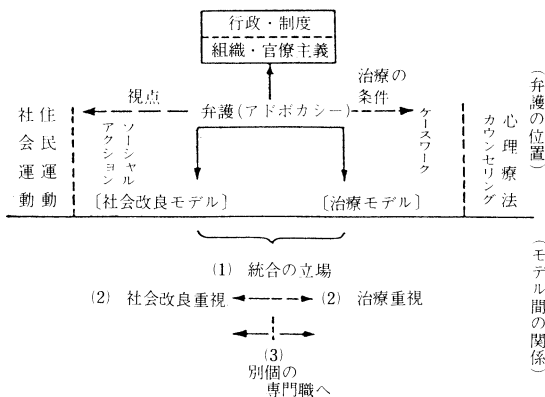 行政・制度
組織・官僚主義
視点
治療の
条件
弁護(アドボカシー)
社会運動
住民運動
ソーシャル
アクション
ケースワーク
心理療法
カウンセリング
(弁護の位置)
〔社会改良モデル〕
〔治療モデル〕
(1) 統合の立場
(2) 社会改良重視
(2) 治療重視
(3)
別個の
専門職へ
(モデル間の関係)